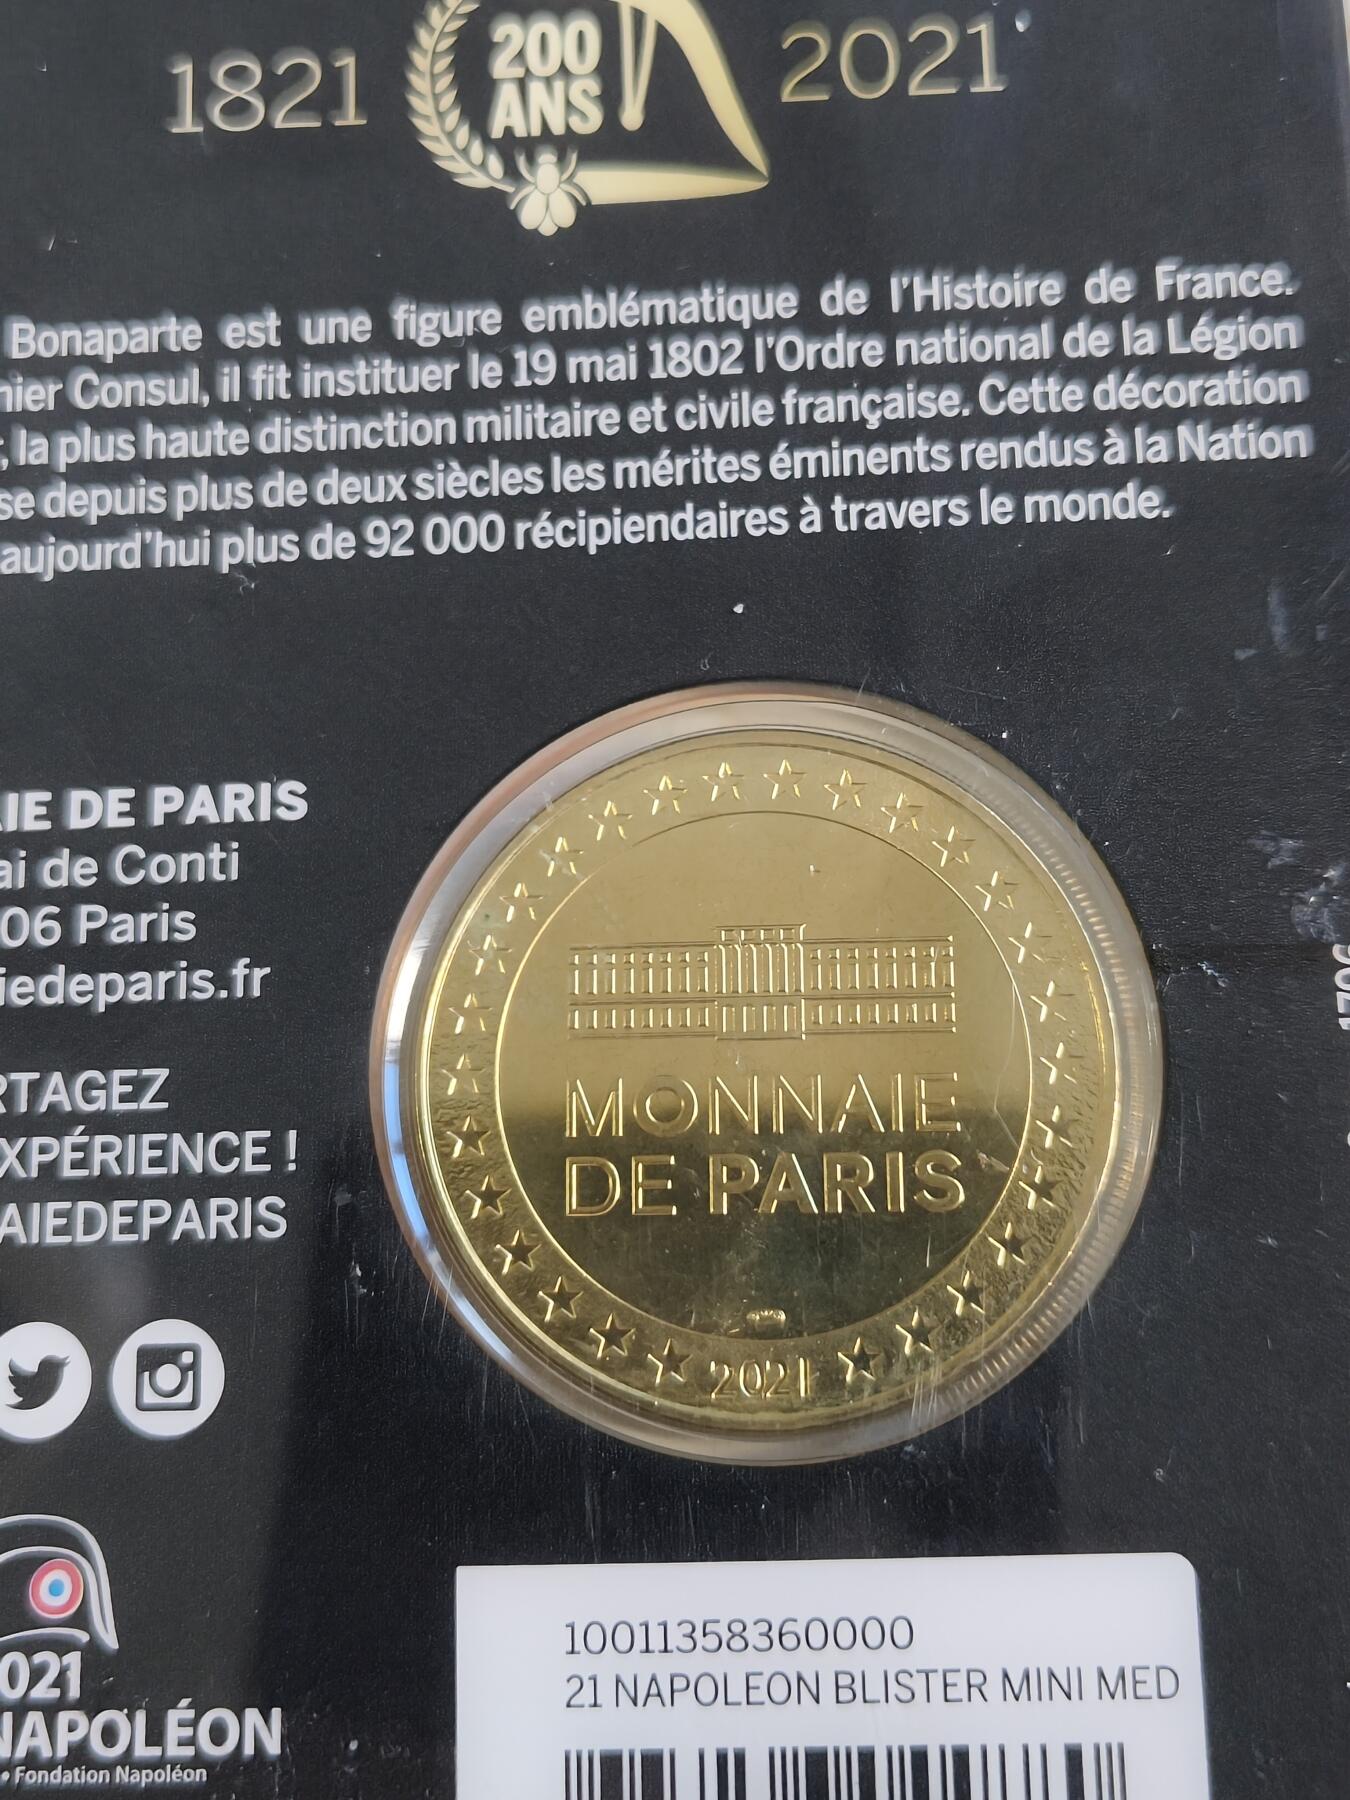 1821 200 ANS 2021
Bonaparte est une figure emblématique de l'Histoire de France.
nier Consul, il fit instituer le 19 mai 1802 l'Ordre national de la Légion
, la plus haute distinction militaire et civile française. Cette décoration
se depuis plus de deux siècles les mérites éminents rendus à la Nation
aujourd'hui plus de 92 000 récipiendaires à travers le monde.
AIE DE PARIS
ai de Conti
06 Paris
iedeparis.fr
RTAGEZ
XPÉRIENCE !
AIEDEPARIS
MONNAIE
DE PARIS
2021
021
NAPOLÉON
• Fondation Napoléon
10011358360000
21 NAPOLEON BLISTER MINI MED